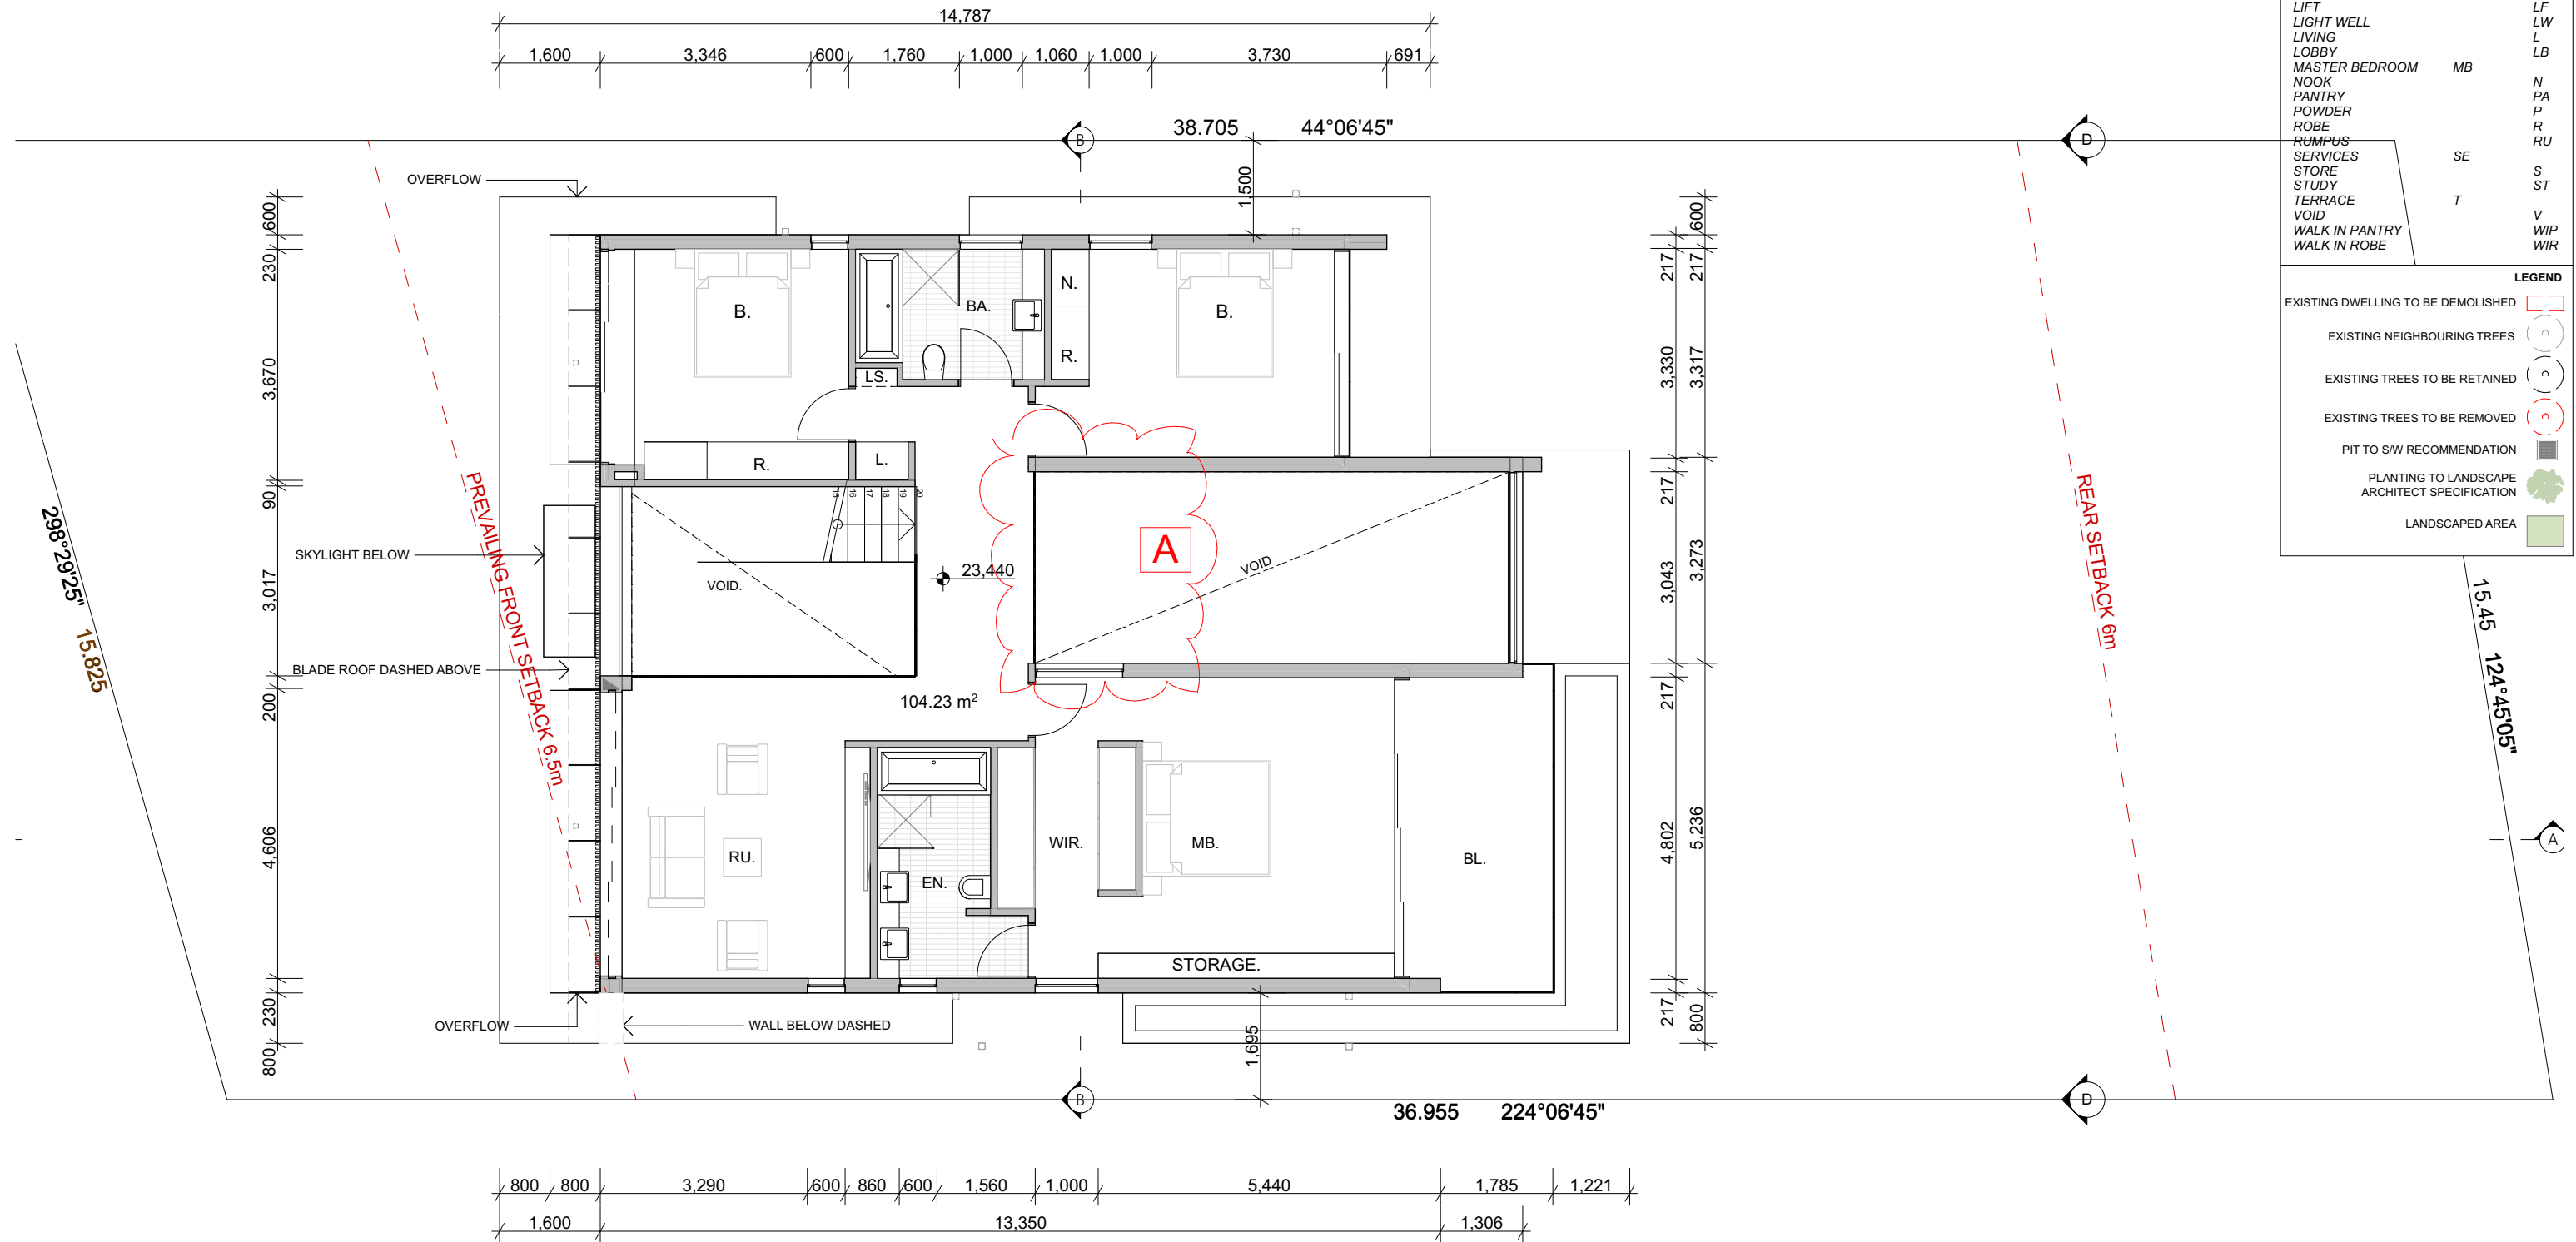 14,787
1,600 3,346 600 1,760 1,000 1,060 1,000 3,730 691
LIFT LF
LIGHT WELL LW
LIVING L
LOBBY LB
MASTER BEDROOM MB
NOOK N
PANTRY PA
POWDER P
ROBE R
RUMPUS RU
SERVICES SE
STORE S
STUDY ST
TERRACE T
VOID V
WALK IN PANTRY WIP
WALK IN ROBE WIR
LEGEND
EXISTING DWELLING TO BE DEMOLISHED
EXISTING NEIGHBOURING TREES
EXISTING TREES TO BE RETAINED
EXISTING TREES TO BE REMOVED
PIT TO S/W RECOMMENDATION
PLANTING TO LANDSCAPE
ARCHITECT SPECIFICATION
LANDSCAPED AREA
38.705 44°06'45"
B
D
OVERFLOW
1,500
600
230
3,670
90
3,017
200
4,606
230
800
B.
BA.
N.
R.
B.
LS.
R.
L.
15 16 17 18 19 20
SKYLIGHT BELOW
VOID.
23,440
A
VOID
BLADE ROOF DASHED ABOVE
104.23 m2
PREVAILING FRONT SETBACK 6.5m
REAR SETBACK 6m
298°29'25" 15.825
15.45 124°45'05"
217
3,330
217
3,043
217
4,802
217
600
217
3,317
3,273
5,236
800
RU.
EN.
WIR.
MB.
BL.
STORAGE.
A
OVERFLOW
WALL BELOW DASHED
1,695
B
D
36.955 224°06'45"
800 800 3,290 600 860 600 1,560 1,000 5,440 1,785 1,221
1,600 13,350 1,306